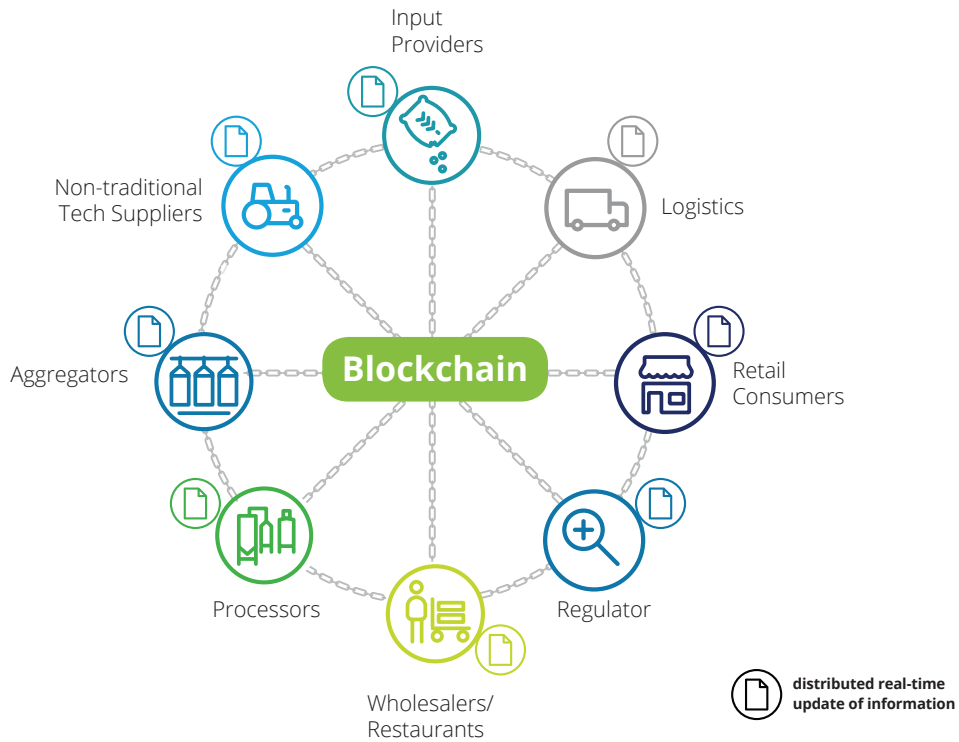 Input
Providers
Non-traditional
Tech Suppliers
Logistics
Aggregators
Blockchain
Retail
Consumers
Processors
Regulator
Wholesalers/
Restaurants
distributed real-time
update of information